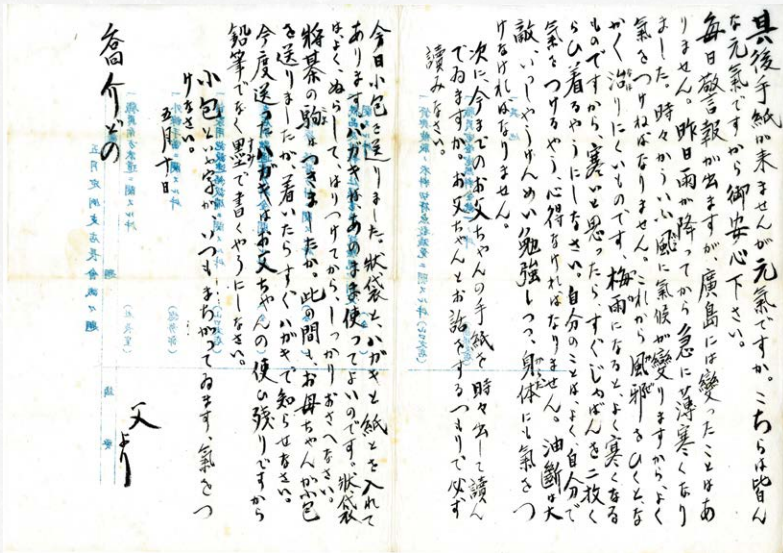 其後手紙が来ませんが元氣ですか。こちらは皆ん
な元氣ですから御安心下さい。
毎日警報が出ますが廣島には變ったことはあ
りません。昨日雨が降ってから急に薄寒くなり
ました。時々かういふ風に氣候が變りますからよく
氣をつけねばなりません。これから風邪をひくとな
かく治りにくいものです、梅雨になると、よく寒くなる
ものですから、寒いと思ったらすぐじゅばんを二枚く
らひ着るやうにしなさい。自分のことは、よく、自分で
氣をつけるやう心得なければなりません。油斷は大
敵、いっしゃうけんめい勉強しつつ、身体にも氣をつ
けなければなりません。
次に、今までのお父ちゃんの手紙を時々出して讀ん
でゐますか。お父ちゃんとお話をするつもりで必ず
讀みなさい。
今日小包を送りました。状袋と、ハガキと紙とを入れて
あります。ハガキはあのまま使ってよいのです。状袋
は、よく、ぬらして、はりつけてから、しっかりおさへなさい。
将棊の駒はつきましたか。此の間も、お母ちゃんが小包
を送りましたが、着いたらすぐハガキで知らせなさい。
今度送ったハガキはお父ちゃんの使ひ殘りですから
鉛筆でなく墨で書くやうにしなさい。
小包といふ字が、いつもまちがってゐます、氣をつ
けなさい。
五月十日
父より
喬介どの